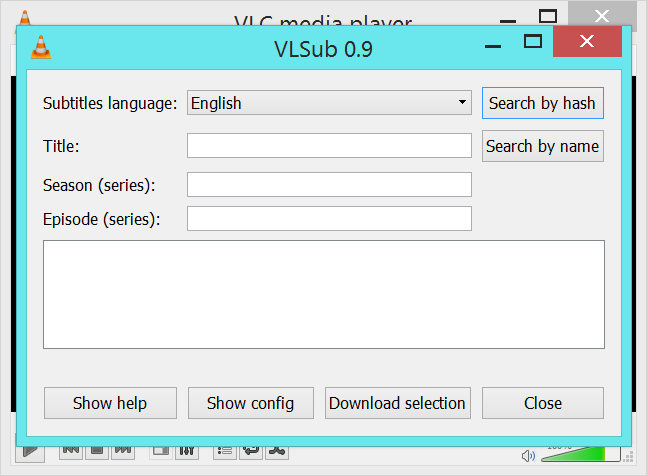 VLC media player
VLSub 0.9
Subtitles language: English Search by hash
Title: Search by name
Season (series):
Episode (series):
Show help Show config Download selection Close